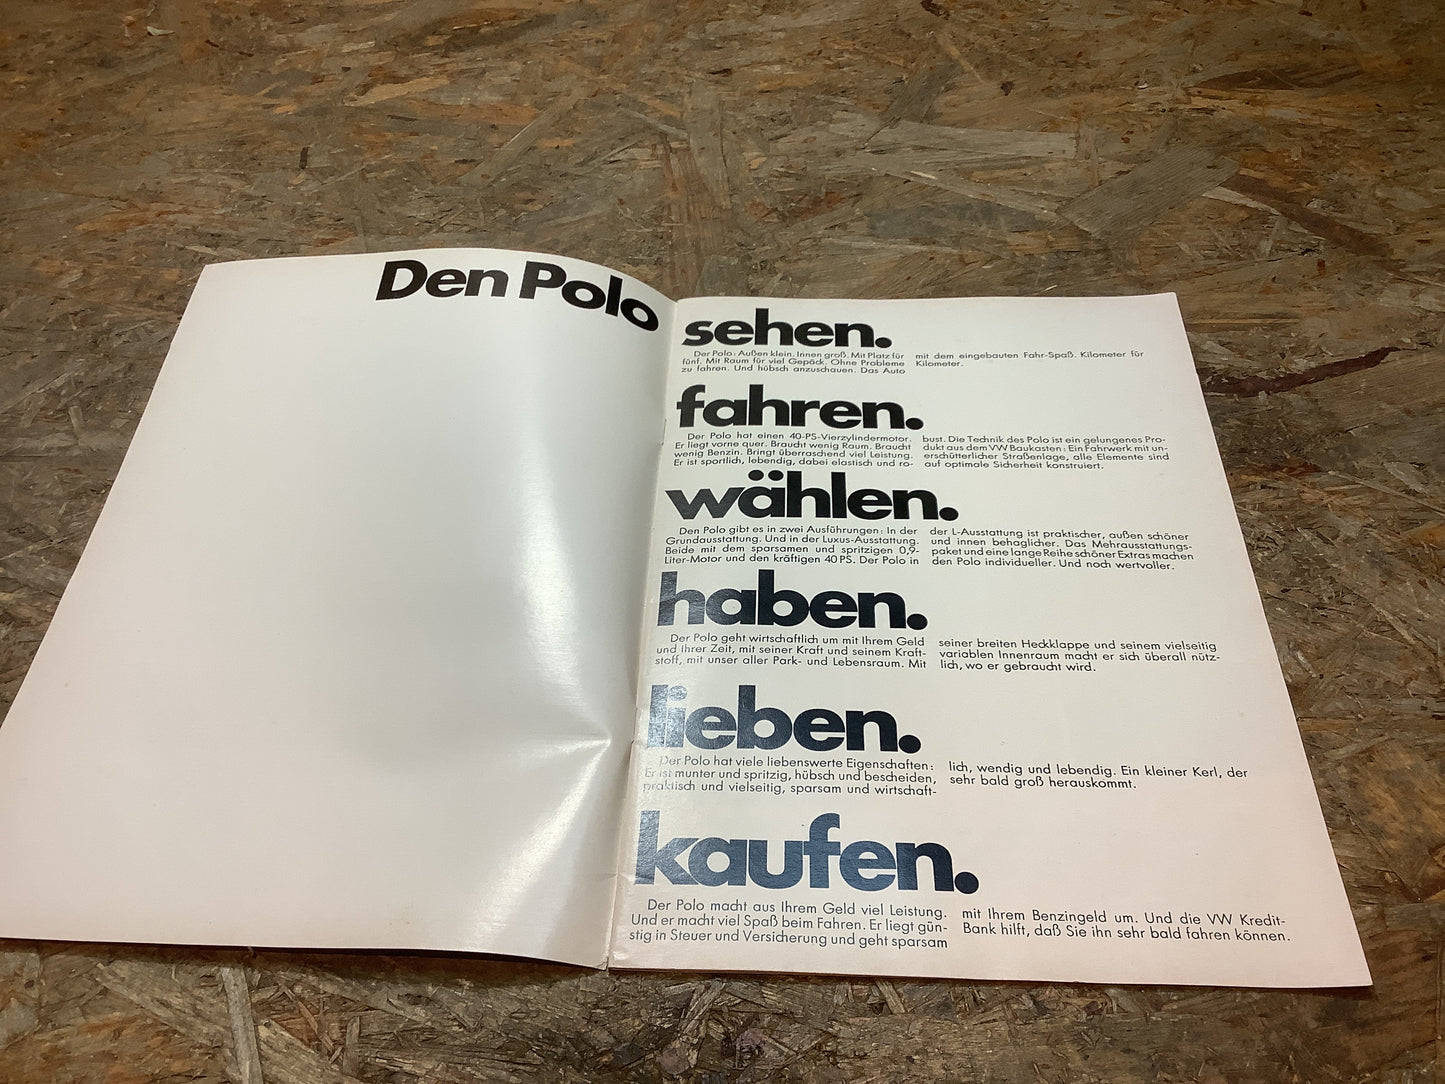 Den Polo
sehen.
Der Polo: Außen klein. Innen groß. Mit Platz für
fünf. Mit Raum für viel Gepäck. Ohne Probleme
zu fahren. Und hübsch anzuschauen. Das Auto
mit dem eingebauten Fahr-Spaß. Kilometer für
Kilometer.
fahren.
Der Polo hat einen 40-PS-Vierzylindermotor.
Er liegt vorne quer. Braucht wenig Raum. Braucht
wenig Benzin. Bringt überraschend viel Leistung.
Er ist sportlich, lebendig, dabei elastisch und ro-
bust. Die Technik des Polo ist ein gelungenes Pro-
dukt aus dem VW Baukasten: Ein Fahrwerk mit un-
erschütterlicher Straßenlage, alle Elemente sind
auf optimale Sicherheit konstruiert.
wählen.
Den Polo gibt es in zwei Ausführungen: In der
Grundausstattung. Und in der Luxus-Ausstattung.
Beide mit dem sparsamen und spritzigen 0,9-
Liter-Motor und den kräftigen 40 PS. Der Polo in
der L-Ausstattung ist praktischer, außen schöner
und innen behaglicher. Das Mehrausstattungs-
paket und eine lange Reihe schöner Extras machen
den Polo individueller. Und noch wertvoller.
haben.
Der Polo geht wirtschaftlich um mit Ihrem Geld
und Ihrer Zeit, mit seiner Kraft und seinem Kraft-
stoff, mit unser aller Park- und Lebensraum. Mit
seiner breiten Heckklappe und seinem vielseitig
variablen Innenraum macht er sich überall nütz-
lich, wo er gebraucht wird.
lieben.
Der Polo hat viele liebenswerte Eigenschaften:
Er ist munter und spritzig, hübsch und bescheiden,
praktisch und vielseitig, sparsam und wirtschaft-
lich, wendig und lebendig. Ein kleiner Kerl, der
sehr bald groß herauskommt.
kaufen.
Der Polo macht aus Ihrem Geld viel Leistung.
Und er macht viel Spaß beim Fahren. Er liegt gün-
stig in Steuer und Versicherung und geht sparsam
mit Ihrem Benzingeld um. Und die VW Kredit-
Bank hilft, daß Sie ihn sehr bald fahren können.